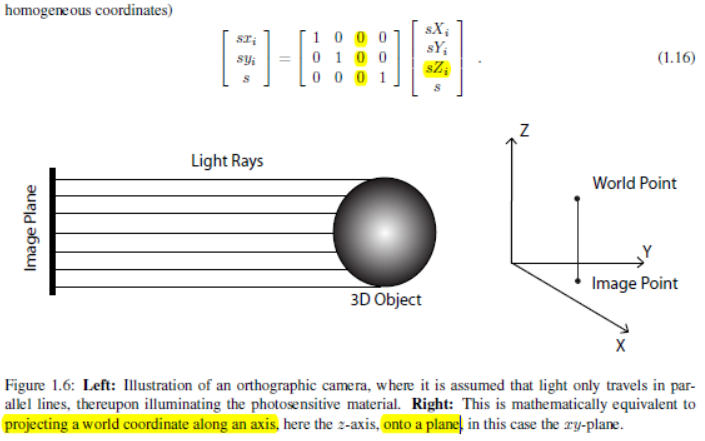 homogeneous coordinates)
[ sx_i ; sy_i ; s ] = [ 1 0 0 0 ; 0 1 0 0 ; 0 0 0 1 ] [ sX_i ; sY_i ; sZ_i ; s ] . (1.16)
Image Plane
Light Rays
3D Object
Z
World Point
Y
Image Point
X
Figure 1.6: Left: Illustration of an orthographic camera, where it is assumed that light only travels in par-
allel lines, thereupon illuminating the photosensitive material. Right: This is mathematically equivalent to
projecting a world coordinate along an axis, here the z-axis, onto a plane, in this case the xy-plane.